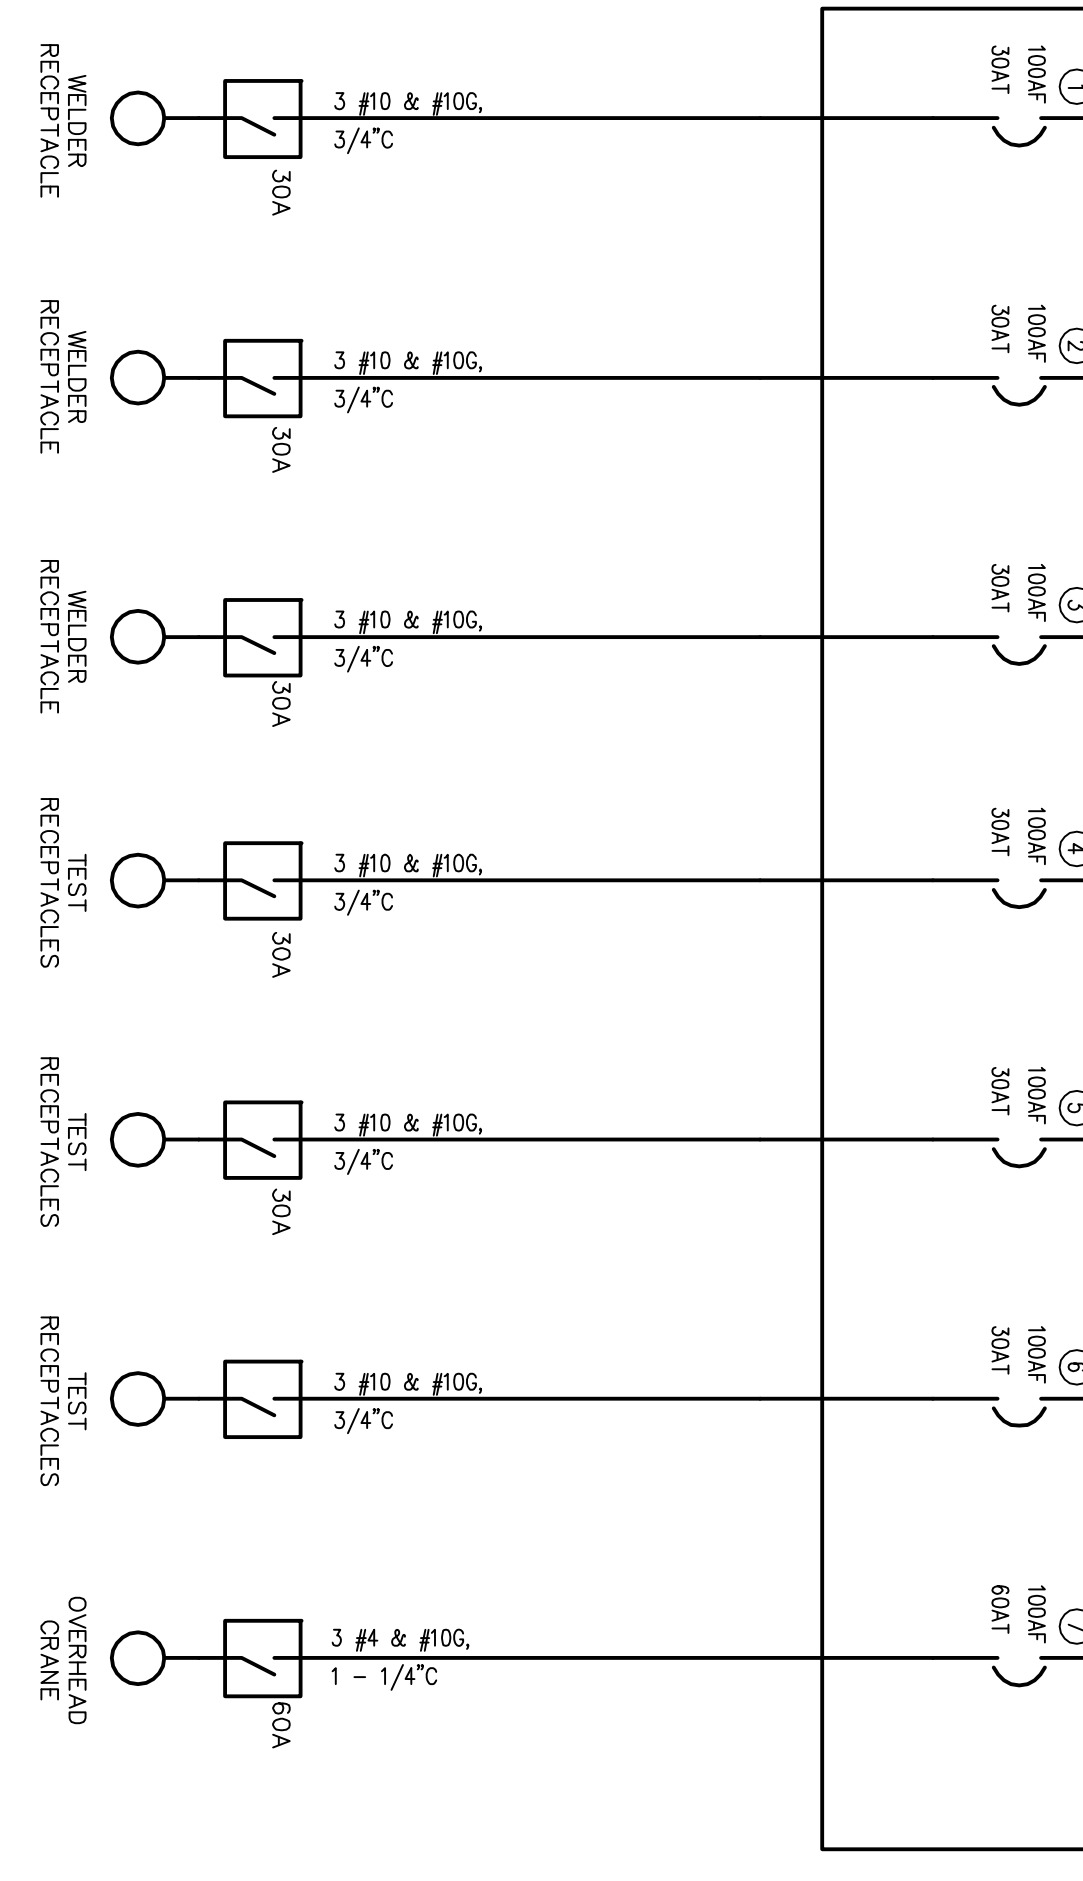 1
100AF
30AT
3 #10 & #10G,
3/4"C
30A
WELDER
RECEPTACLE
2
100AF
30AT
3 #10 & #10G,
3/4"C
30A
WELDER
RECEPTACLE
3
100AF
30AT
3 #10 & #10G,
3/4"C
30A
WELDER
RECEPTACLE
4
100AF
30AT
3 #10 & #10G,
3/4"C
30A
TEST
RECEPTACLES
5
100AF
30AT
3 #10 & #10G,
3/4"C
30A
TEST
RECEPTACLES
6
100AF
30AT
3 #10 & #10G,
3/4"C
TEST
RECEPTACLES
7
100AF
60AT
3 #4 & #10G,
1 - 1/4"C
60A
OVERHEAD
CRANE